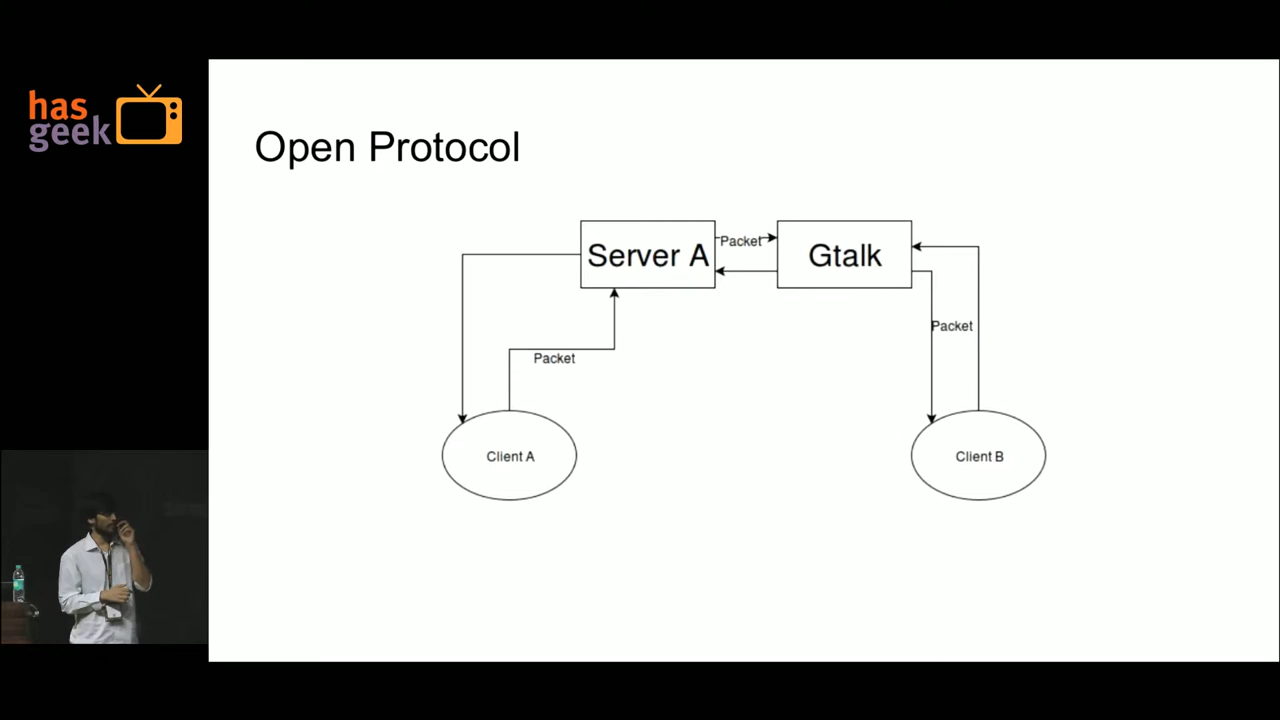 has
geek
Open Protocol
Server A
Packet
Gtalk
Packet
Packet
Client A
Client B